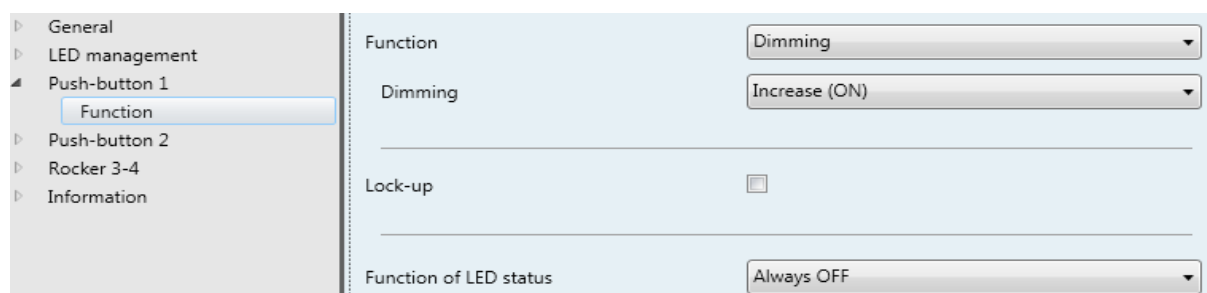 General
LED management
Push-button 1
Function
Push-button 2
Rocker 3-4
Information
Function Dimming
Dimming Increase (ON)
Lock-up
Function of LED status Always OFF